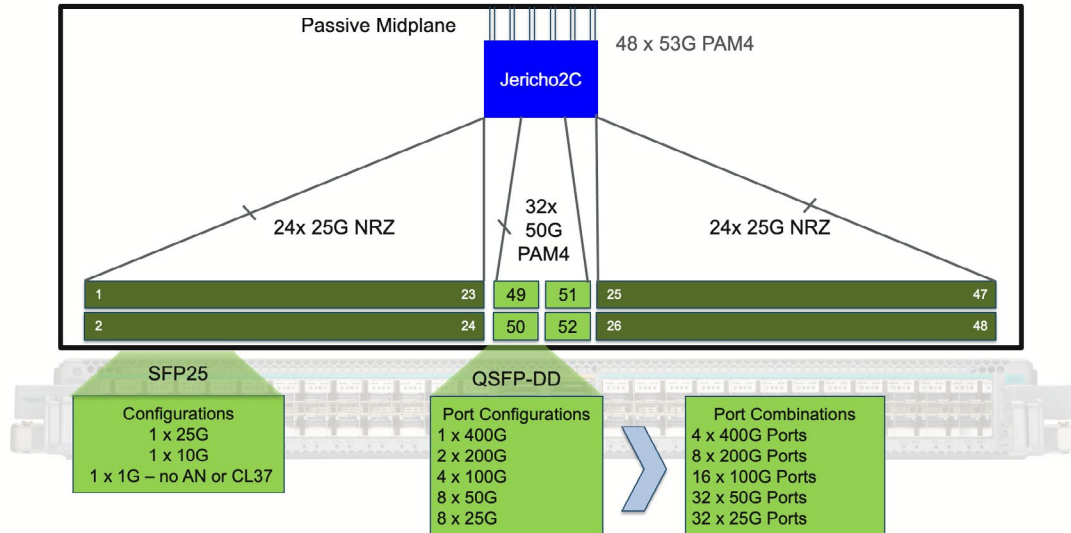 Passive Midplane
48 x 53G PAM4
Jericho2C
24x 25G NRZ
32x
50G
PAM4
24x 25G NRZ
1 23 49 51 25 47
2 24 50 52 26 48
SFP25
Configurations
1 x 25G
1 x 10G
1 x 1G – no AN or CL37
QSFP-DD
Port Configurations
1 x 400G
2 x 200G
4 x 100G
8 x 50G
8 x 25G
Port Combinations
4 x 400G Ports
8 x 200G Ports
16 x 100G Ports
32 x 50G Ports
32 x 25G Ports